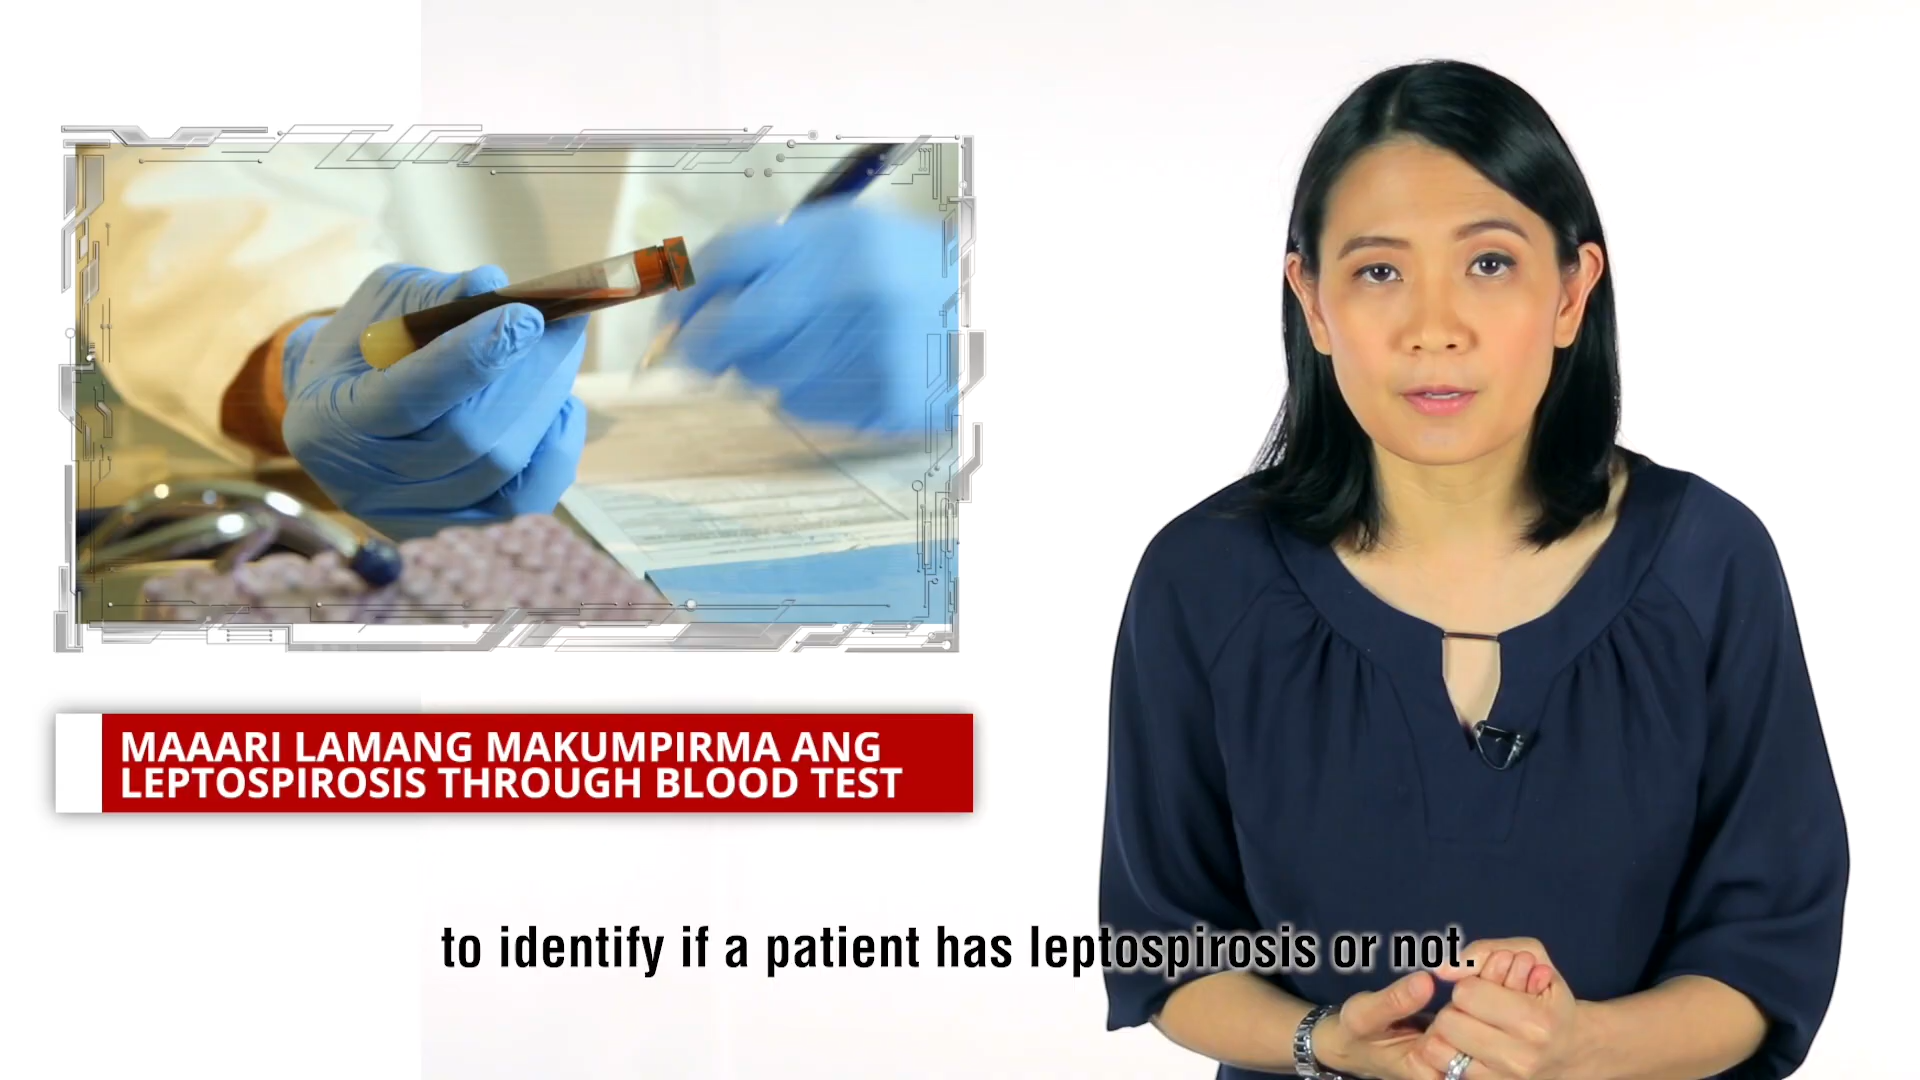 MAAARI LAMANG MAKUMPIRMA ANG
LEPTOSPIROSIS THROUGH BLOOD TEST
to identify if a patient has leptospirosis or not.